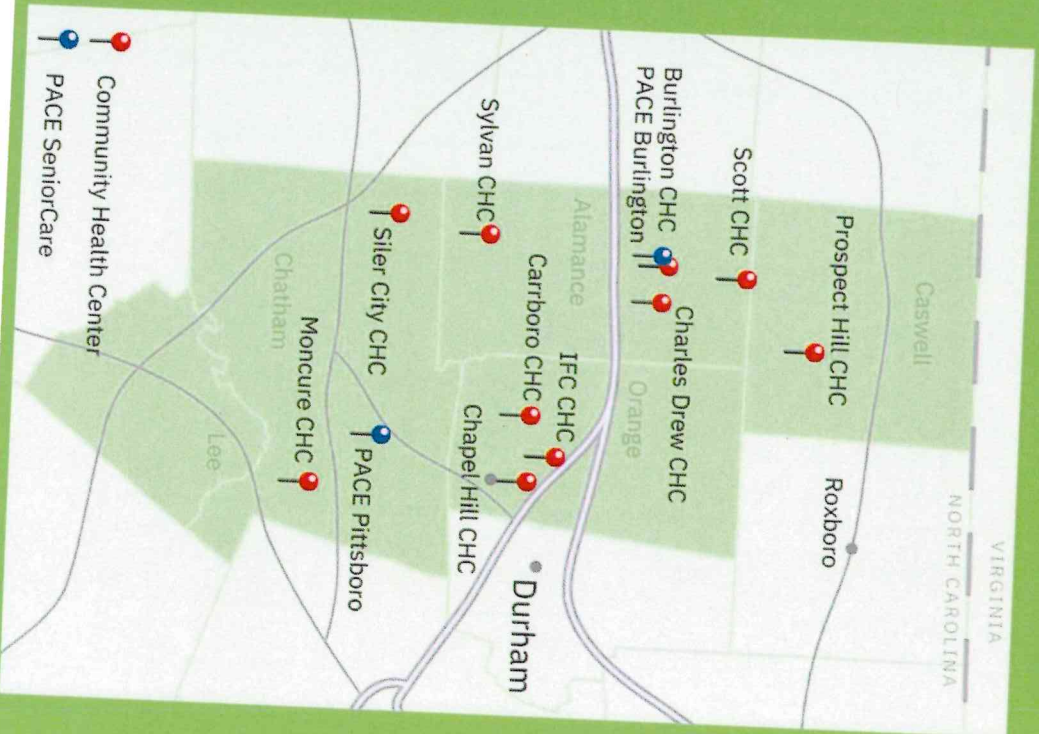 VIRGINIA
NORTH CAROLINA
Caswell
Roxboro
Prospect Hill CHC
Scott CHC
Burlington CHC
PACE Burlington
Charles Drew CHC
Orange
Alamance
IFC CHC
Durham
Carrboro CHC
Sylvan CHC
Chapel Hill CHC
Siler City CHC
PACE Pittsboro
Chatham
Moncure CHC
Lee
Community Health Center
PACE SeniorCare